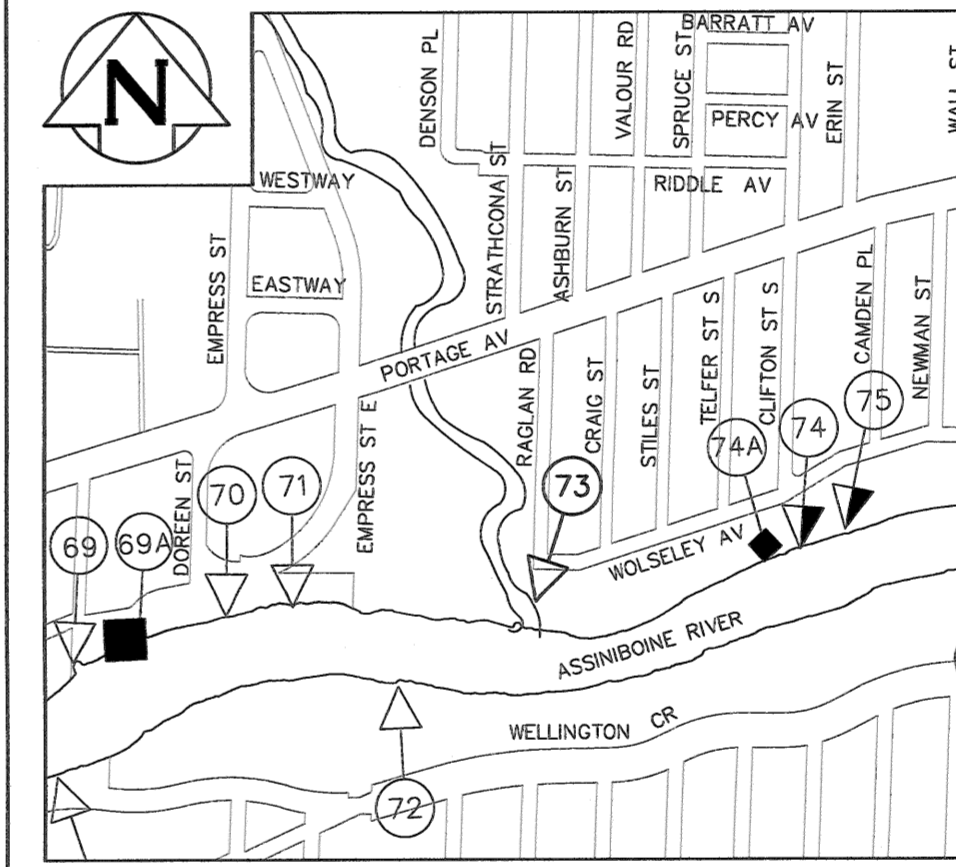 N
BARRATT AV
DENSON PL
VALOUR RD
SPRUCE ST
ERIN ST
WALL ST
PERCY AV
WESTWAY
RIDDLE AV
STRATHCONA ST
ASHBURN ST
EMPRESS ST
EASTWAY
PORTAGE AV
CAMDEN PL
NEWMAN ST
TELFER ST S
CLIFTON ST S
RAGLAN RD
CRAIG ST
STILES ST
EMPRESS ST E
DOREEN ST
75
74
74A
73
71
70
69
69A
WOLSELEY AV
ASSINIBOINE RIVER
WELLINGTON CR
72